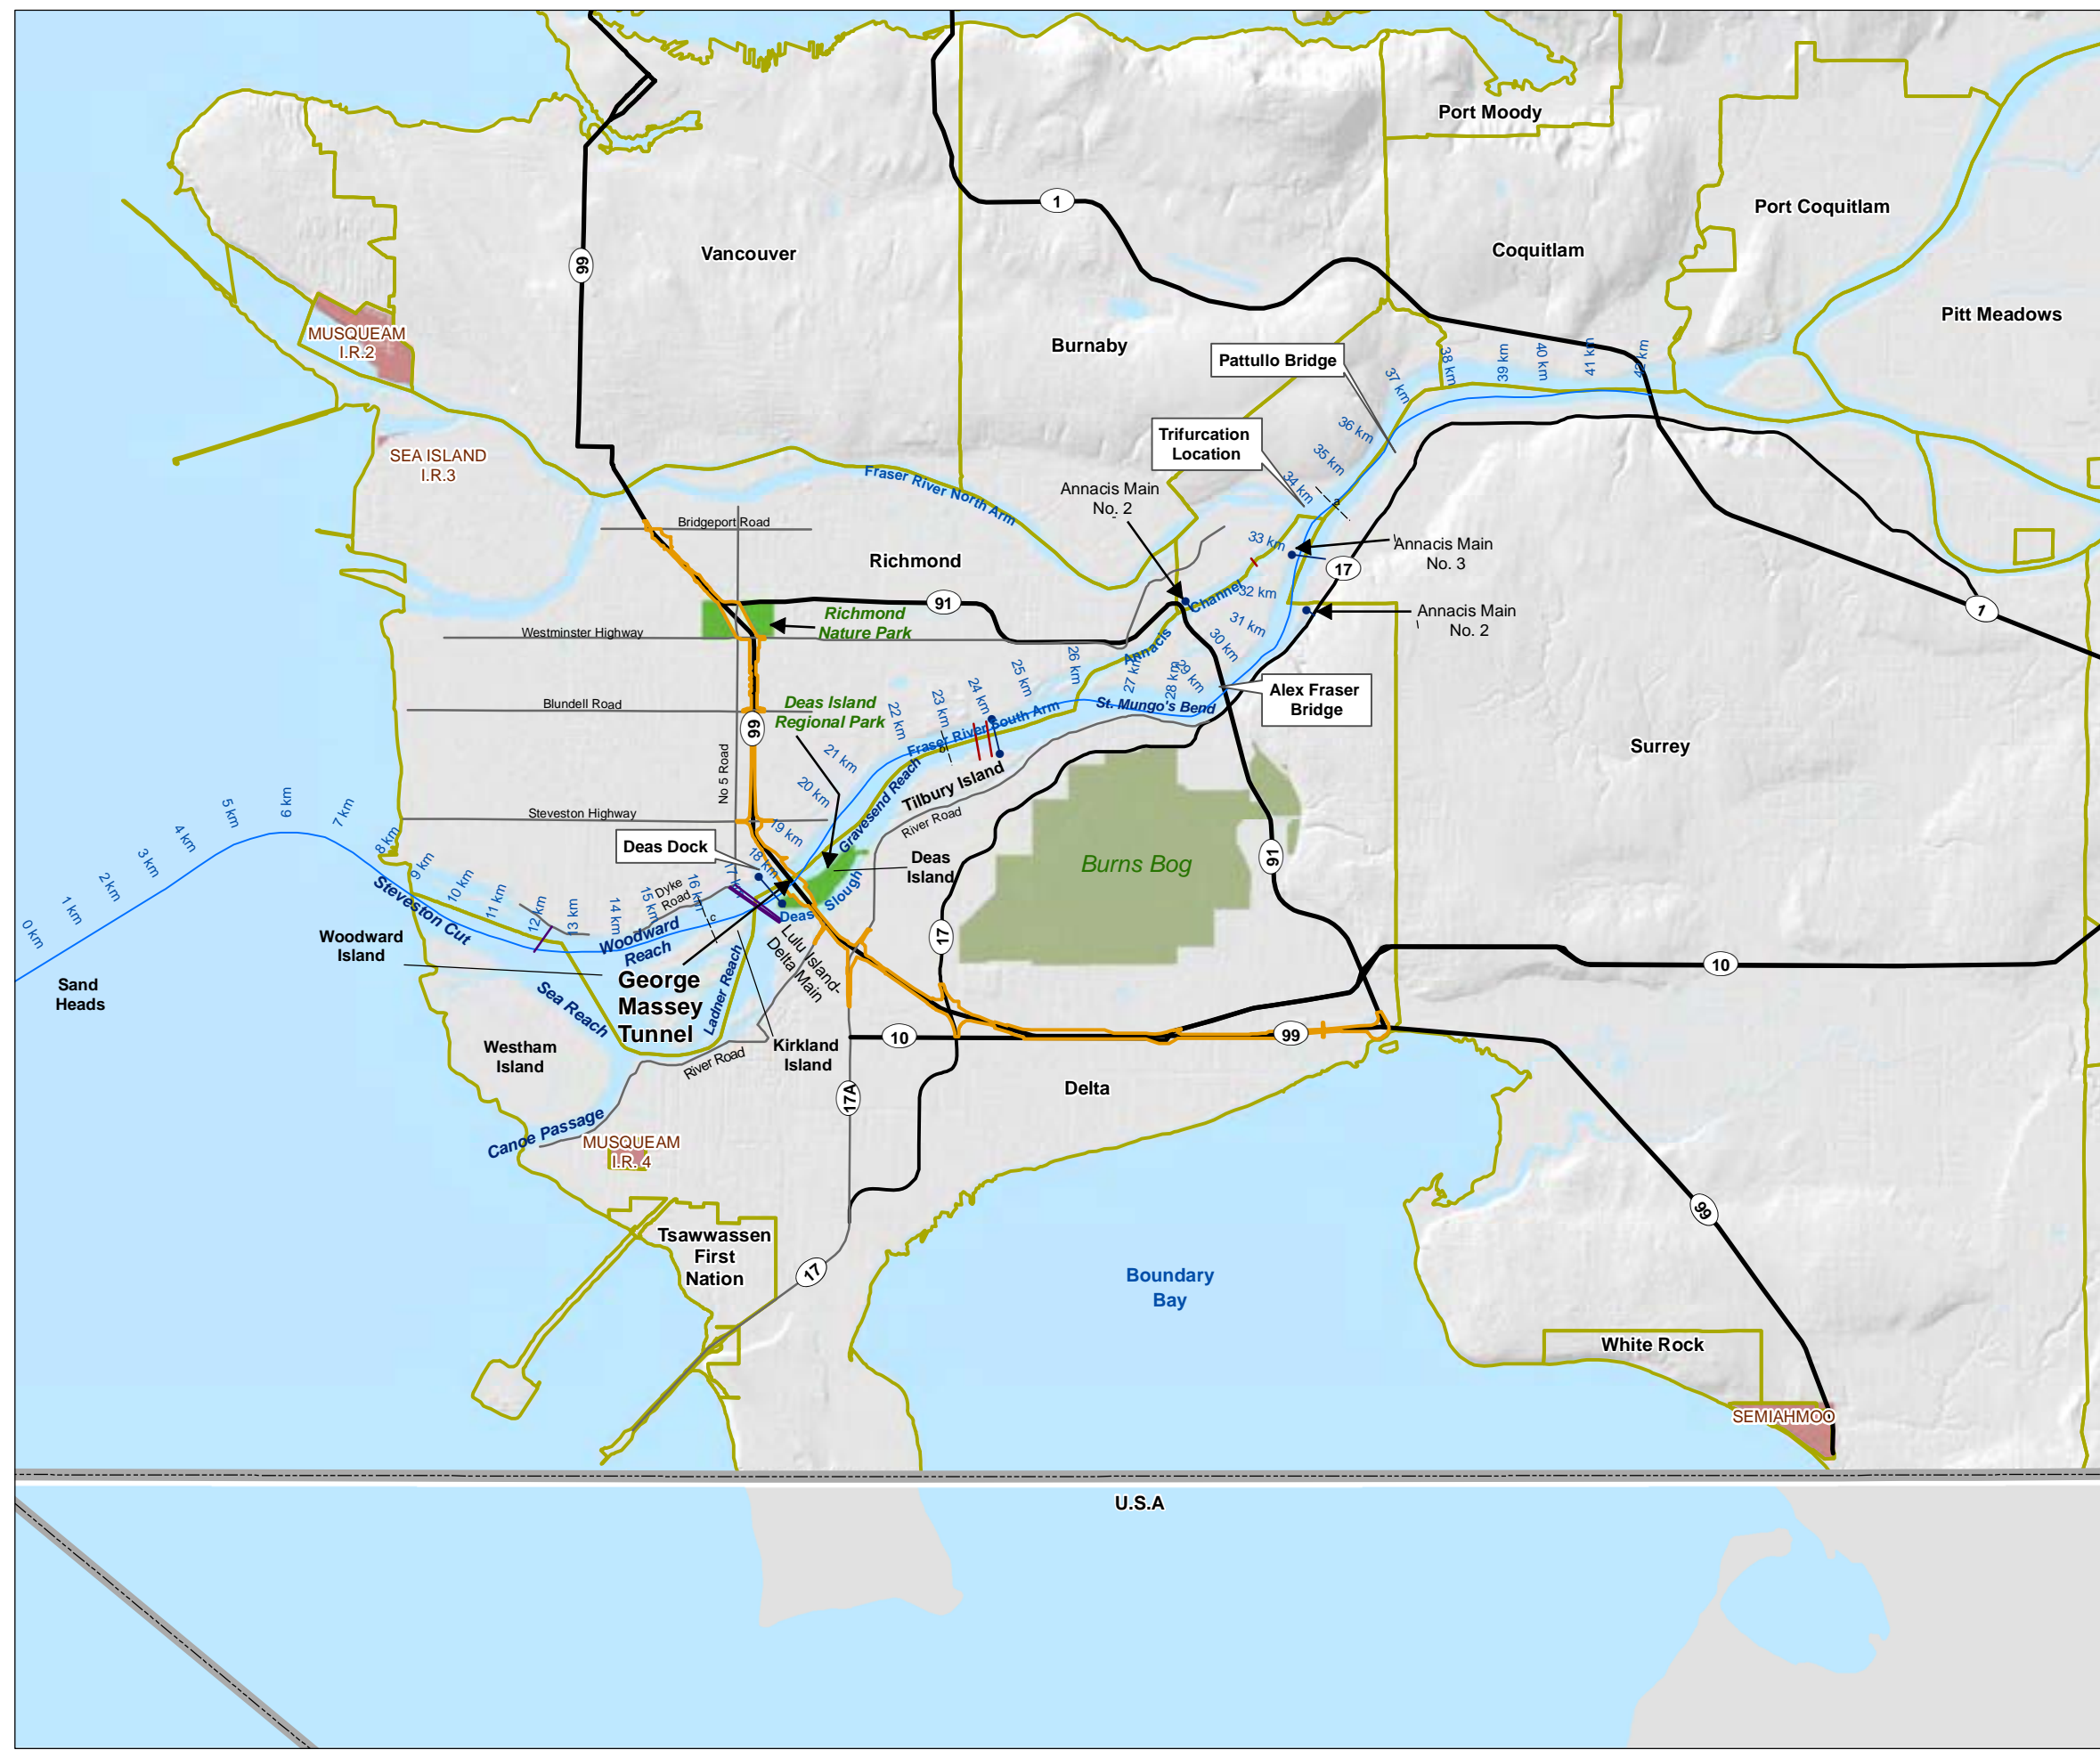 Port Moody
1
Port Coquitlam
Vancouver
Coquitlam
99
Pitt Meadows
MUSQUEAM
I.R.2
Burnaby
Pattullo Bridge
37 km
38 km
39 km
40 km
41 km
42 km
36 km
35 km
34 km
a
Trifurcation
Location
SEA ISLAND
I.R.3
Fraser River North Arm
Annacis Main
No. 2
Bridgeport Road
33 km
Annacis Main
No. 3
17
Richmond
91
32 km
Channel
Annacis
Annacis Main
No. 2
1
Richmond
Nature Park
Westminster Highway
31 km
30 km
29 km
28 km
27 km
26 km
25 km
24 km
23 km
22 km
Alex Fraser
Bridge
St. Mungo's Bend
Deas Island
Regional Park
Blundell Road
99
No 5 Road
Fraser River South Arm
b
Surrey
21 km
20 km
19 km
18 km
17 km
Gravesend Reach
Tilbury Island
River Road
Steveston Highway
Deas Dock
Deas
Island
Burns Bog
91
0 km
1 km
2 km
3 km
4 km
5 km
6 km
7 km
8 km
9 km
10 km
11 km
12 km
13 km
14 km
15 km
16 km
c
Dyke
Road
Steveston Cut
Woodward
Reach
Deas Slough
Lulu Island-
Delta Main
Woodward
Island
17
10
Sand
Heads
George
Massey
Tunnel
Sea Reach
Ladner Reach
Kirkland
Island
10
99
Westham
Island
River Road
17A
Delta
Canoe Passage
MUSQUEAM
I.R. 4
99
Tsawwassen
First
Nation
17
Boundary
Bay
White Rock
SEMIAHMOO
U.S.A